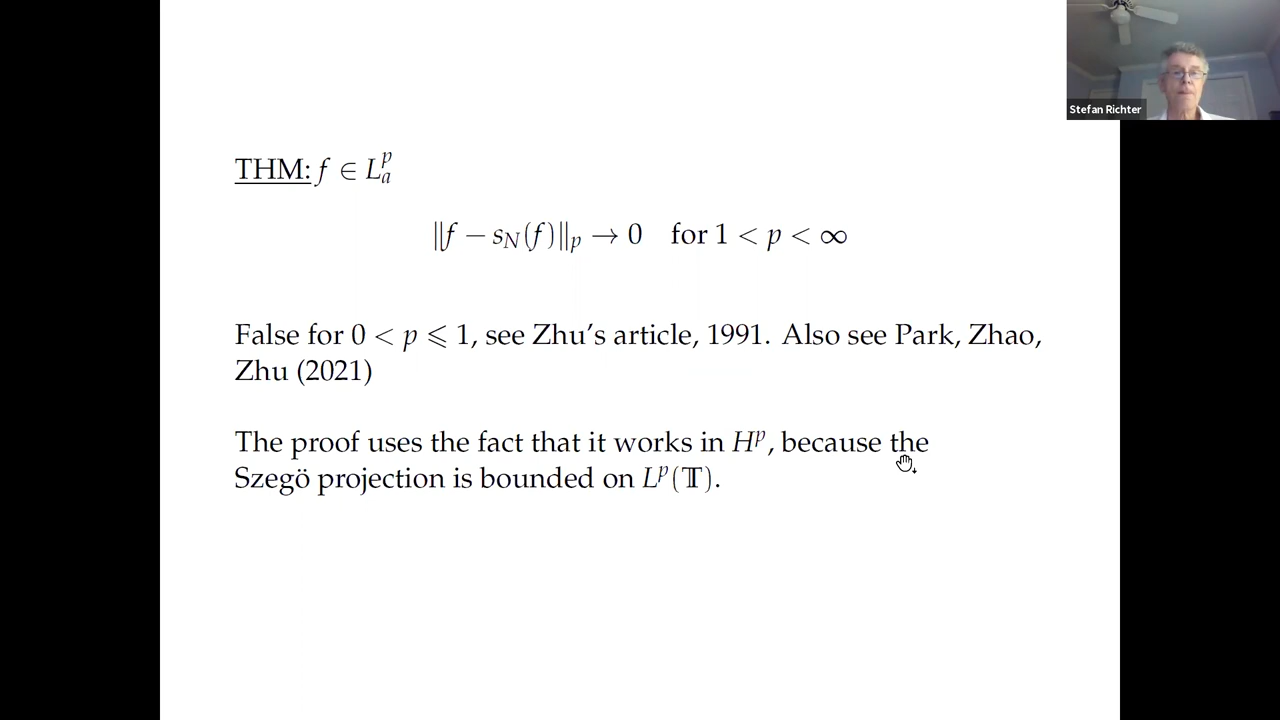 Stefan Richter
THM: f ∈ L_a^p
‖f − s_N(f)‖_p → 0 for 1 < p < ∞
False for 0 < p ⩽ 1, see Zhu's article, 1991. Also see Park, Zhao,
Zhu (2021)
The proof uses the fact that it works in H^p, because the
Szegö projection is bounded on L^p(𝕋).